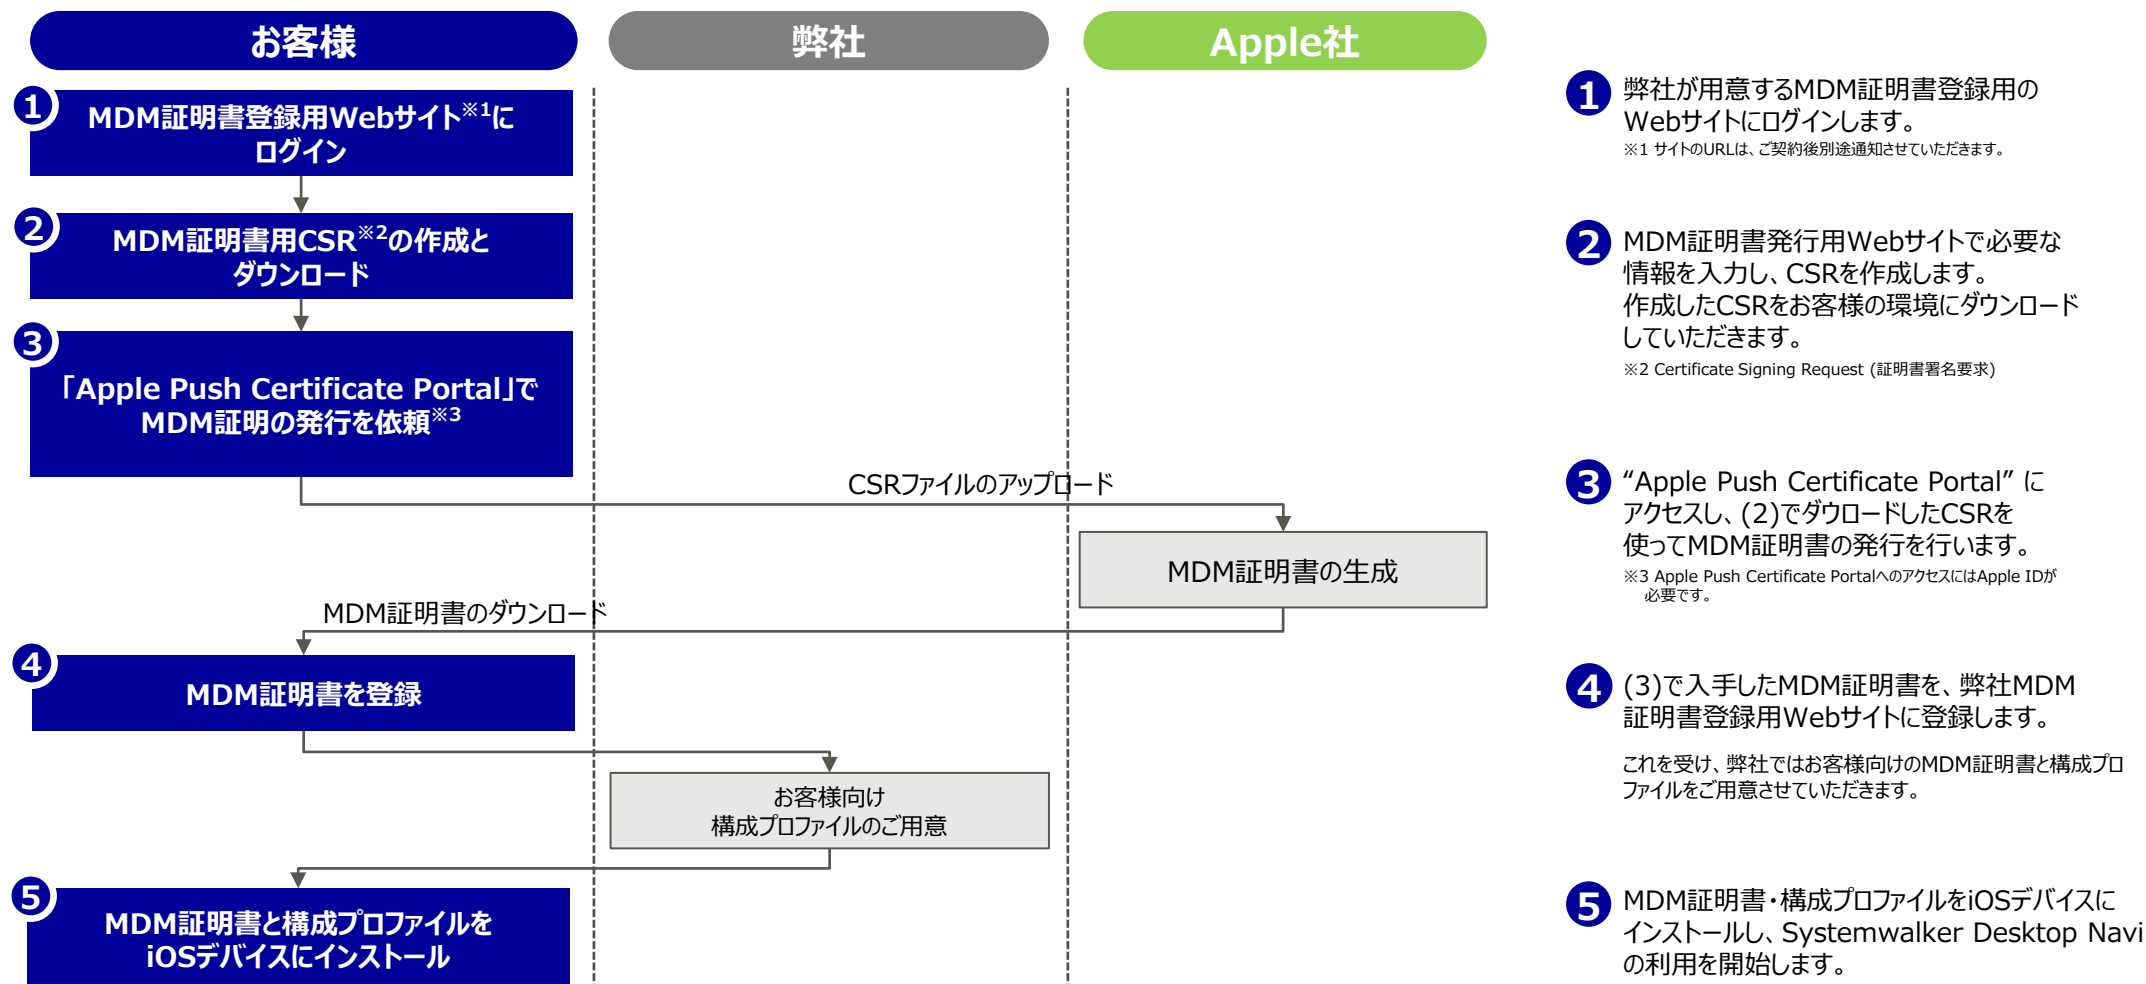 お客様
弊社
Apple社
1
MDM証明書登録用Webサイト※1に
ログイン
2
MDM証明書用CSR※2の作成と
ダウンロード
3
「Apple Push Certificate Portal」で
MDM証明の発行を依頼※3
CSRファイルのアップロード
MDM証明書の生成
MDM証明書のダウンロード
4
MDM証明書を登録
お客様向け
構成プロファイルのご用意
5
MDM証明書と構成プロファイルを
iOSデバイスにインストール
1
弊社が用意するMDM証明書登録用の
Webサイトにログインします。
※1 サイトのURLは、ご契約後別途通知させていただきます。
2
MDM証明書発行用Webサイトで必要な
情報を入力し、CSRを作成します。
作成したCSRをお客様の環境にダウンロード
していただきます。
※2 Certificate Signing Request (証明書署名要求)
3
“Apple Push Certificate Portal” に
アクセスし、(2)でダウロードしたCSRを
使ってMDM証明書の発行を行います。
※3 Apple Push Certificate PortalへのアクセスにはApple IDが
必要です。
4
(3)で入手したMDM証明書を、弊社MDM
証明書登録用Webサイトに登録します。
これを受け、弊社ではお客様向けのMDM証明書と構成プロ
ファイルをご用意させていただきます。
5
MDM証明書・構成プロファイルをiOSデバイスに
インストールし、Systemwalker Desktop Navi
の利用を開始します。